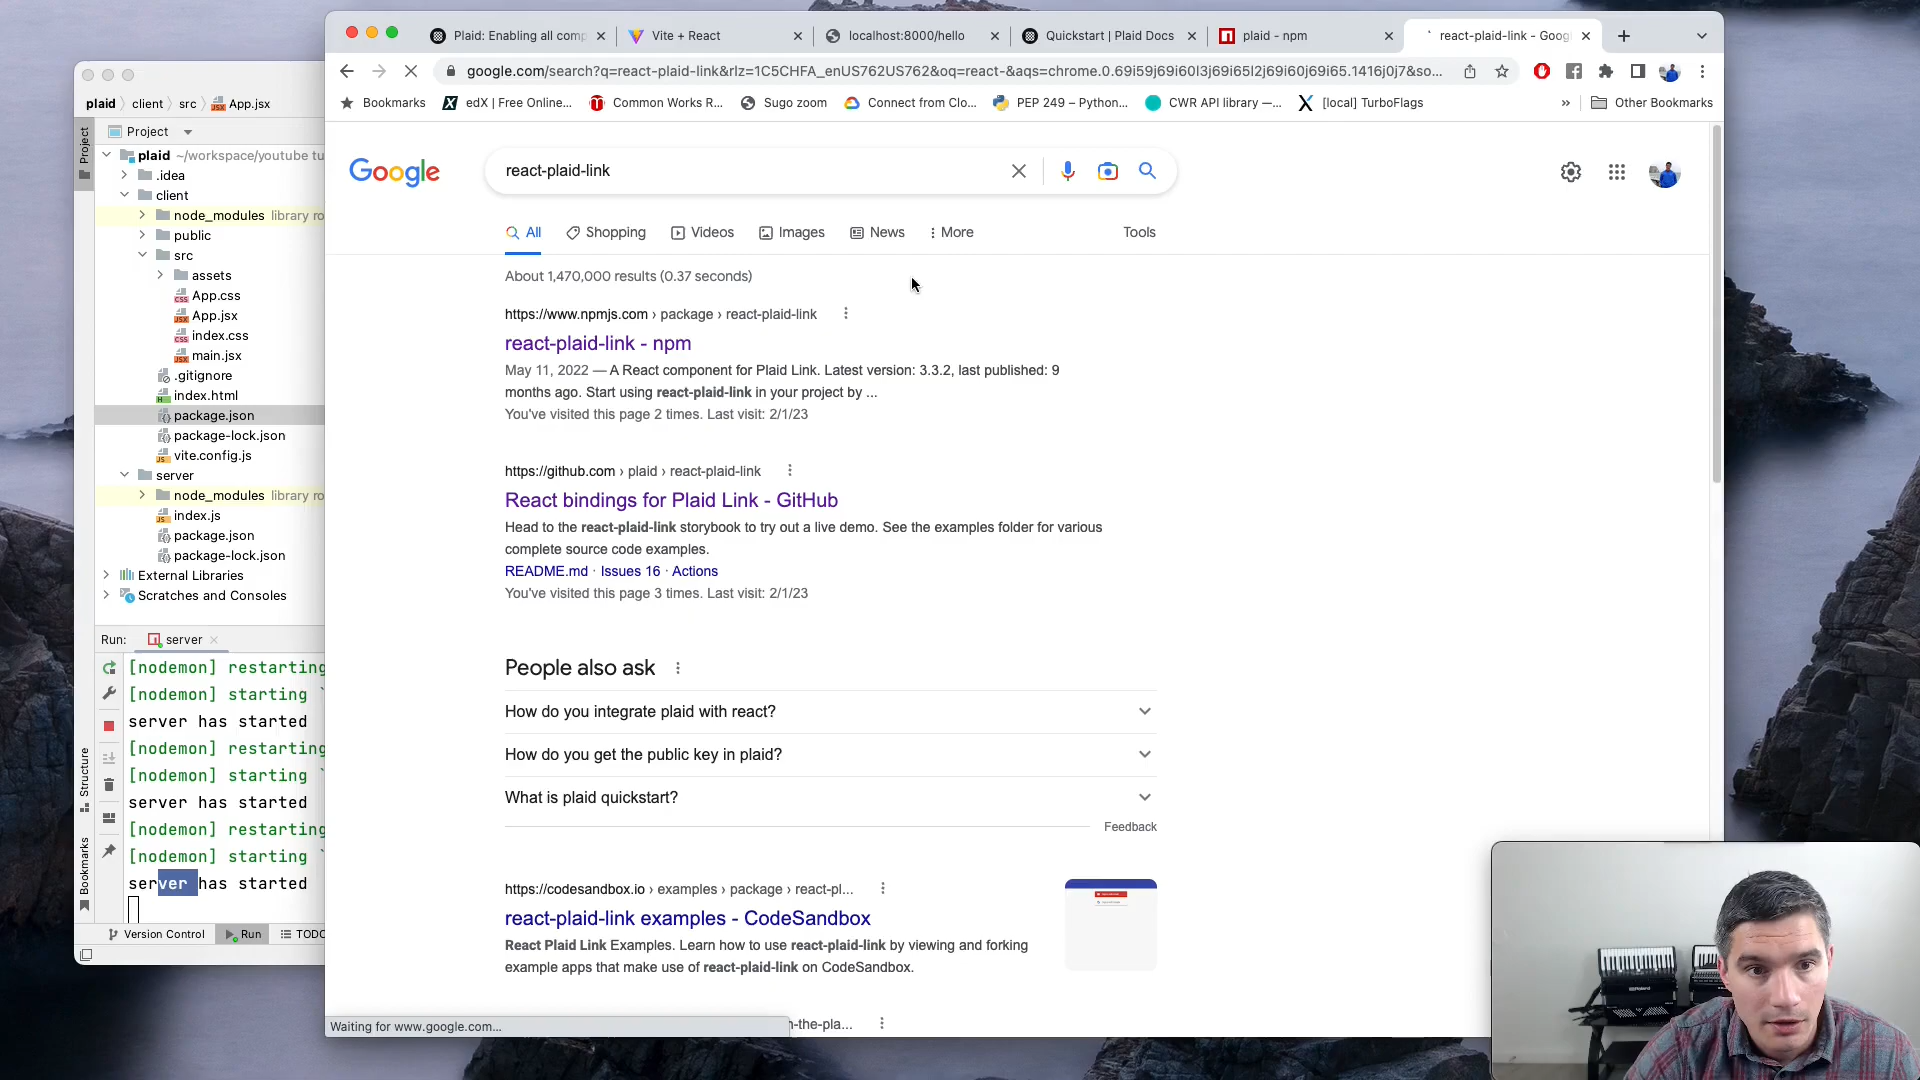 Plaid: Enabling all comp
Vite + React
localhost:8000/hello
Quickstart | Plaid Docs
plaid - npm
react-plaid-link - Goog
google.com/search?q=react-plaid-link&rlz=1C5CHFA_enUS762US762&oq=react-&aqs=chrome.0.69i59j69i60l3j69i65l2j69i60j69i65.1416j0j7&so...
Bookmarks
edX | Free Online...
Common Works R...
Sugo zoom
Connect from Clo...
PEP 249 – Python...
CWR API library —...
[local] TurboFlags
»
Other Bookmarks
plaid
client
src
App.jsx
Project
Project
plaid ~/workspace/youtube tu
.idea
client
node_modules library ro
public
src
assets
App.css
App.jsx
index.css
main.jsx
.gitignore
index.html
package.json
package-lock.json
vite.config.js
server
node_modules library ro
index.js
package.json
package-lock.json
External Libraries
Scratches and Consoles
Run:
server
[nodemon] restarting
[nodemon] starting `
server has started
[nodemon] restarting
[nodemon] starting `
server has started
[nodemon] restarting
[nodemon] starting `
server has started
Structure
Bookmarks
Version Control
Run
TODO
Google
react-plaid-link
All
Shopping
Videos
Images
News
More
Tools
About 1,470,000 results (0.37 seconds)
https://www.npmjs.com › package › react-plaid-link
react-plaid-link - npm
May 11, 2022 — A React component for Plaid Link. Latest version: 3.3.2, last published: 9
months ago. Start using react-plaid-link in your project by ...
You've visited this page 2 times. Last visit: 2/1/23
https://github.com › plaid › react-plaid-link
React bindings for Plaid Link - GitHub
Head to the react-plaid-link storybook to try out a live demo. See the examples folder for various
complete source code examples.
README.md · Issues 16 · Actions
You've visited this page 3 times. Last visit: 2/1/23
People also ask
How do you integrate plaid with react?
How do you get the public key in plaid?
What is plaid quickstart?
Feedback
https://codesandbox.io › examples › package › react-pl...
react-plaid-link examples - CodeSandbox
React Plaid Link Examples. Learn how to use react-plaid-link by viewing and forking
example apps that make use of react-plaid-link on CodeSandbox.
Waiting for www.google.com...
n-the-pla...
Roland